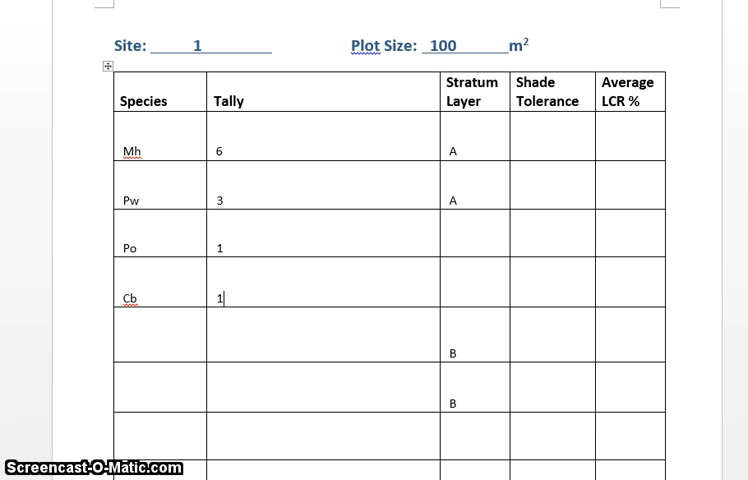 Site: 1 Plot Size: 100 m²
Species Tally Stratum Layer Shade Tolerance Average LCR %
Mh 6 A
Pw 3 A
Po 1
Cb 1
B
B
Screencast-O-Matic.com